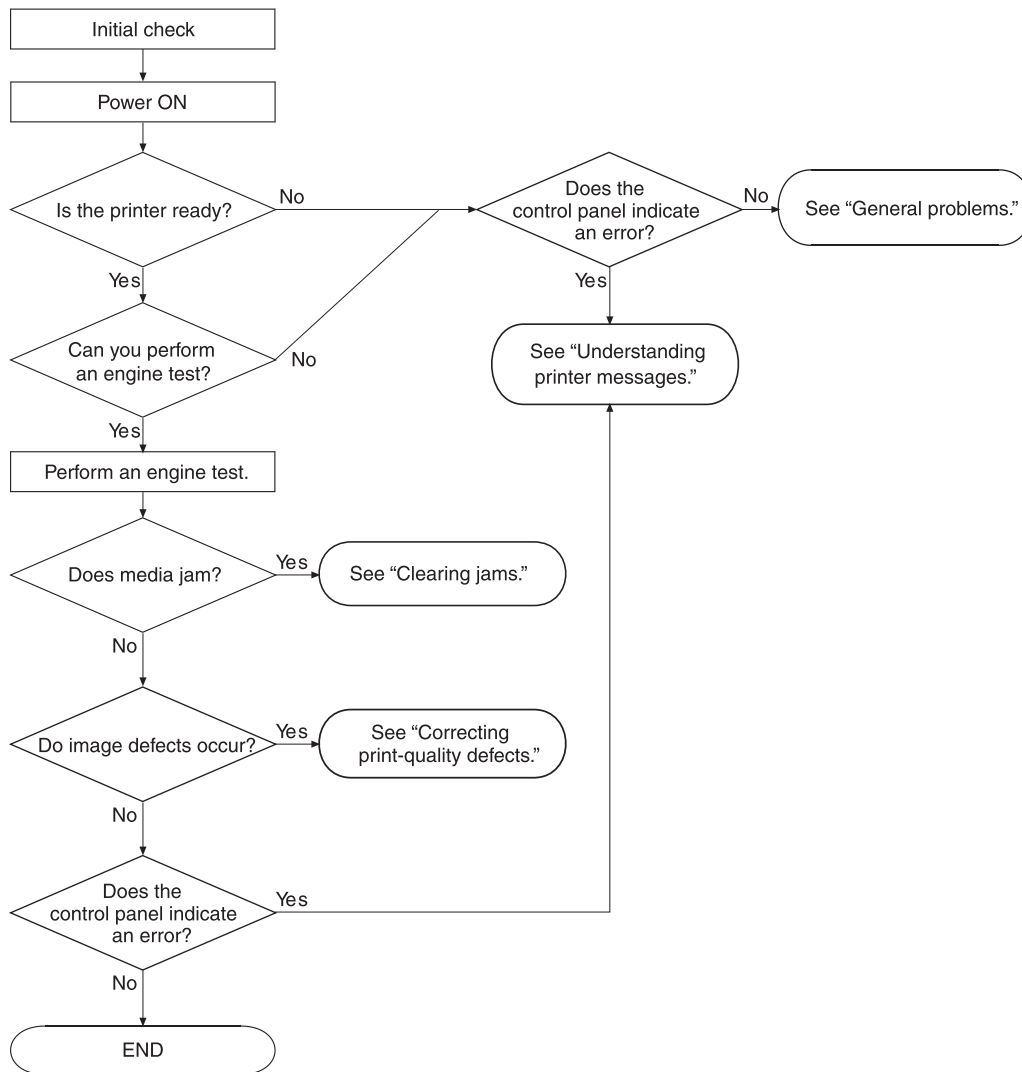 Initial check
Power ON
Is the printer ready?
No
Does the
control panel indicate
an error?
No
See “General problems.”
Yes
Yes
Can you perform
an engine test?
No
See “Understanding
printer messages.”
Yes
Perform an engine test.
Does media jam?
Yes
See “Clearing jams.”
No
Do image defects occur?
Yes
See “Correcting
print-quality defects.”
No
Does the
control panel indicate
an error?
Yes
No
END